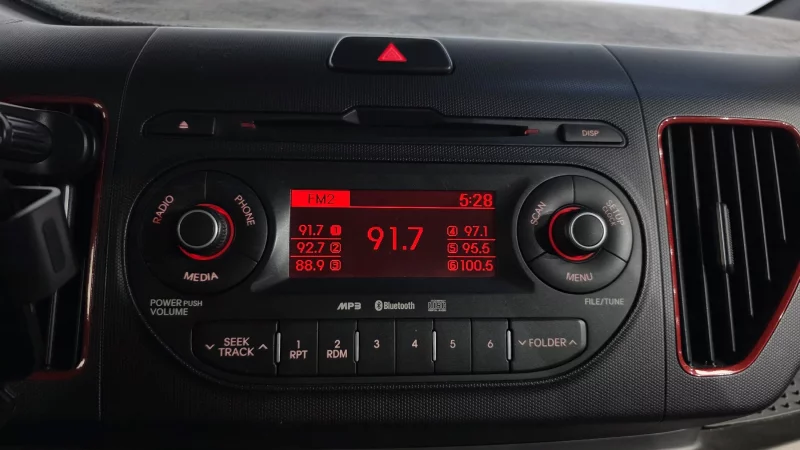 DISP
FM2 5:28
91.7 1
92.7 2
88.9 3
91.7
4 97.1
5 95.5
6 100.5
RADIO
PHONE
MEDIA
SCAN
SETUP
CLOCK
MENU
POWER PUSH
VOLUME
MP3 Bluetooth
FILE/TUNE
SEEK
TRACK
1
RPT
2
RDM
3
4
5
6
FOLDER